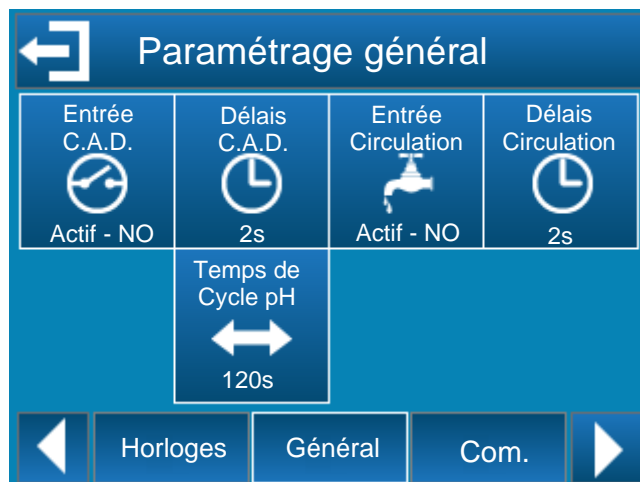 Paramétrage général
Entrée
C.A.D.
Actif - NO
Délais
C.A.D.
2s
Entrée
Circulation
Actif - NO
Délais
Circulation
2s
Temps de
Cycle pH
120s
Horloges
Général
Com.